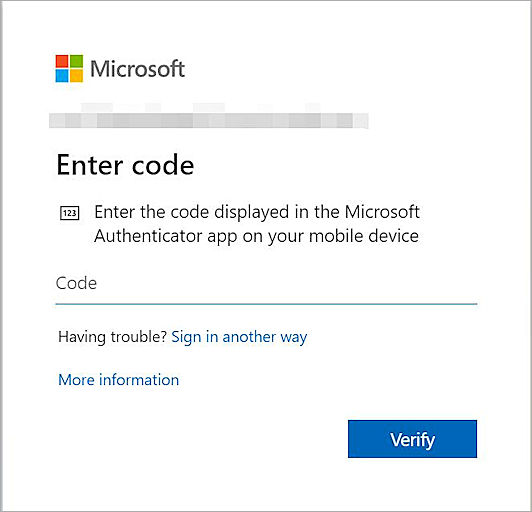 Microsoft
Enter code
123
Enter the code displayed in the Microsoft
Authenticator app on your mobile device
Code
Having trouble? Sign in another way
More information
Verify